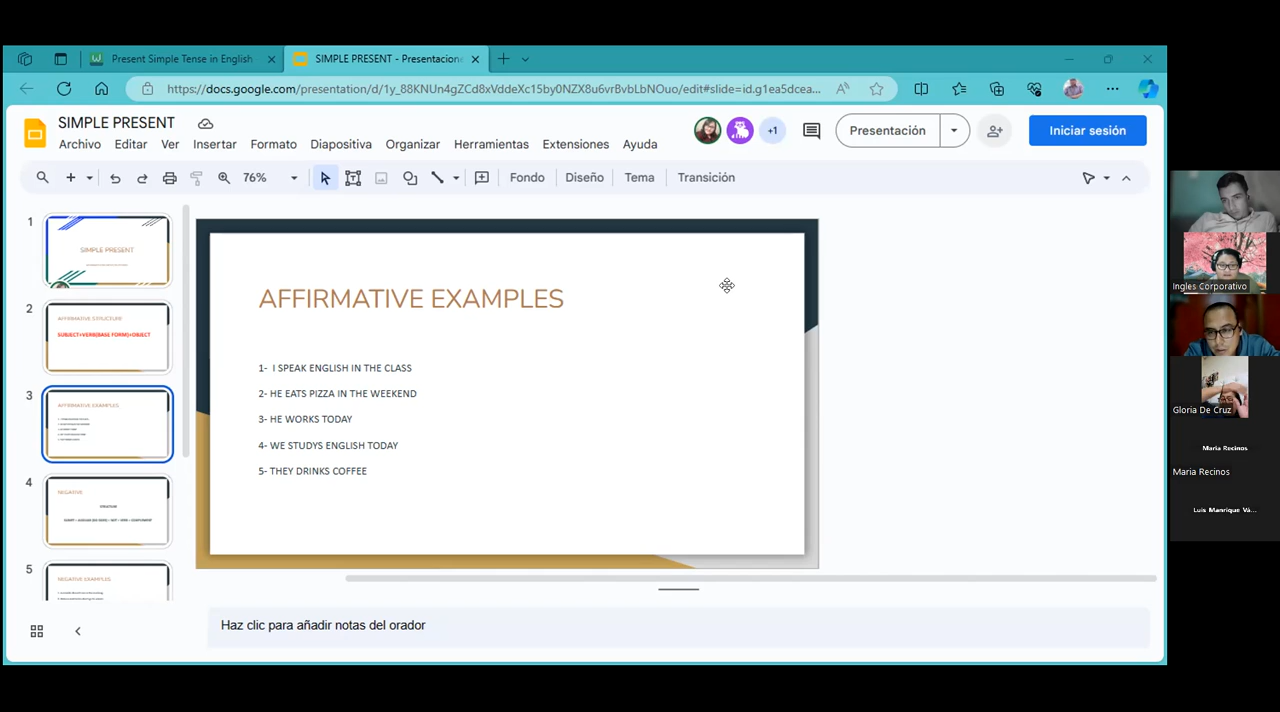 Present Simple Tense in English
SIMPLE PRESENT - Presentacion
https://docs.google.com/presentation/d/1y_88KNUn4gZCd8xVddeXc15by0NZX8u6vrBvbLbNOuo/edit#slide=id.g1ea5dcea...
SIMPLE PRESENT
+1
Presentación
Iniciar sesión
Archivo Editar Ver Insertar Formato Diapositiva Organizar Herramientas Extensiones Ayuda
76% Fondo Diseño Tema Transición
1
SIMPLE PRESENT
2
AFFIRMATIVE STRUCTURE
SUBJECT+VERB(BASE FORM)+OBJECT
3
AFFIRMATIVE EXAMPLES
4
NEGATIVE
STRUCTURE
5
NEGATIVE EXAMPLES
AFFIRMATIVE EXAMPLES
1- I SPEAK ENGLISH IN THE CLASS
2- HE EATS PIZZA IN THE WEEKEND
3- HE WORKS TODAY
4- WE STUDYS ENGLISH TODAY
5- THEY DRINKS COFFEE
Haz clic para añadir notas del orador
Ingles Corporativo
Gloria De Cruz
Maria Recinos
Maria Recinos
Luis Manrique Vá...